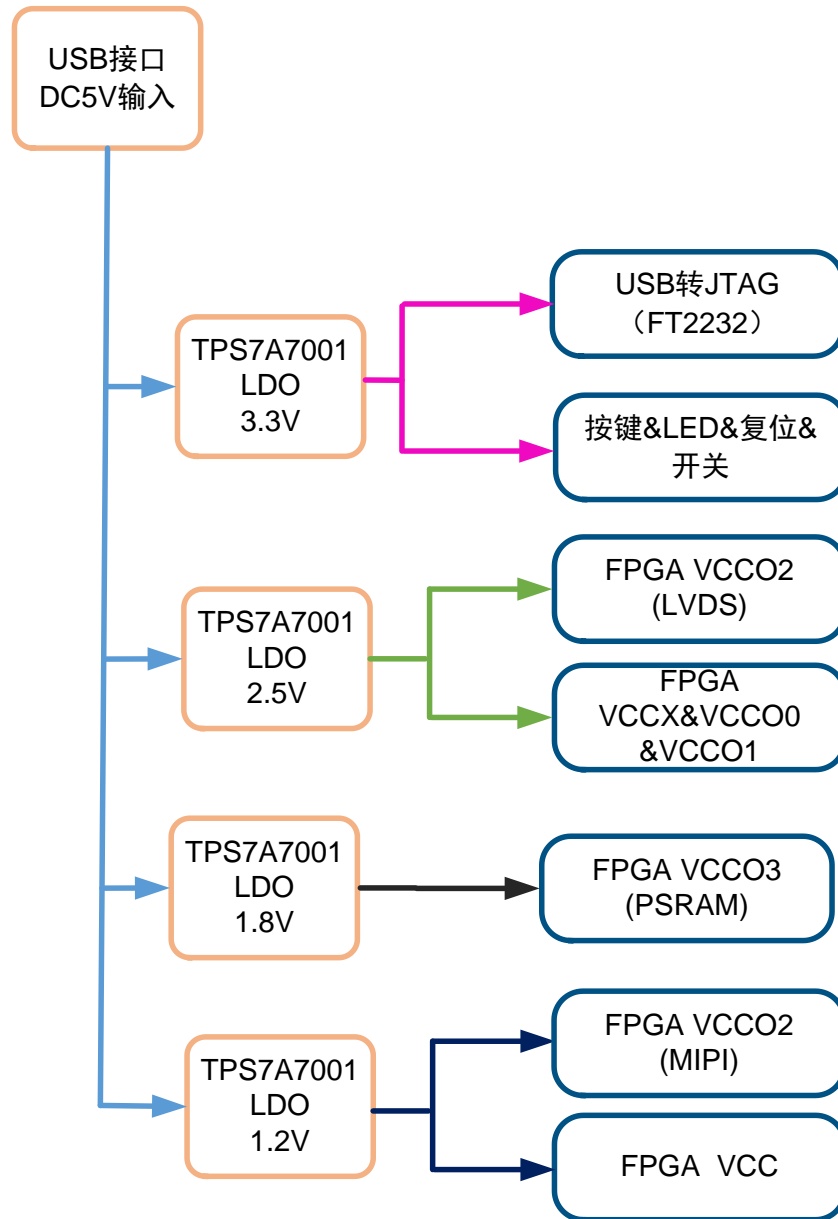 USB接口
DC5V输入
TPS7A7001
LDO
3.3V
USB转JTAG
（FT2232）
按键&LED&复位&
开关
TPS7A7001
LDO
2.5V
FPGA VCCO2
(LVDS)
FPGA
VCCX&VCCO0
&VCCO1
TPS7A7001
LDO
1.8V
FPGA VCCO3
(PSRAM)
TPS7A7001
LDO
1.2V
FPGA VCCO2
(MIPI)
FPGA  VCC